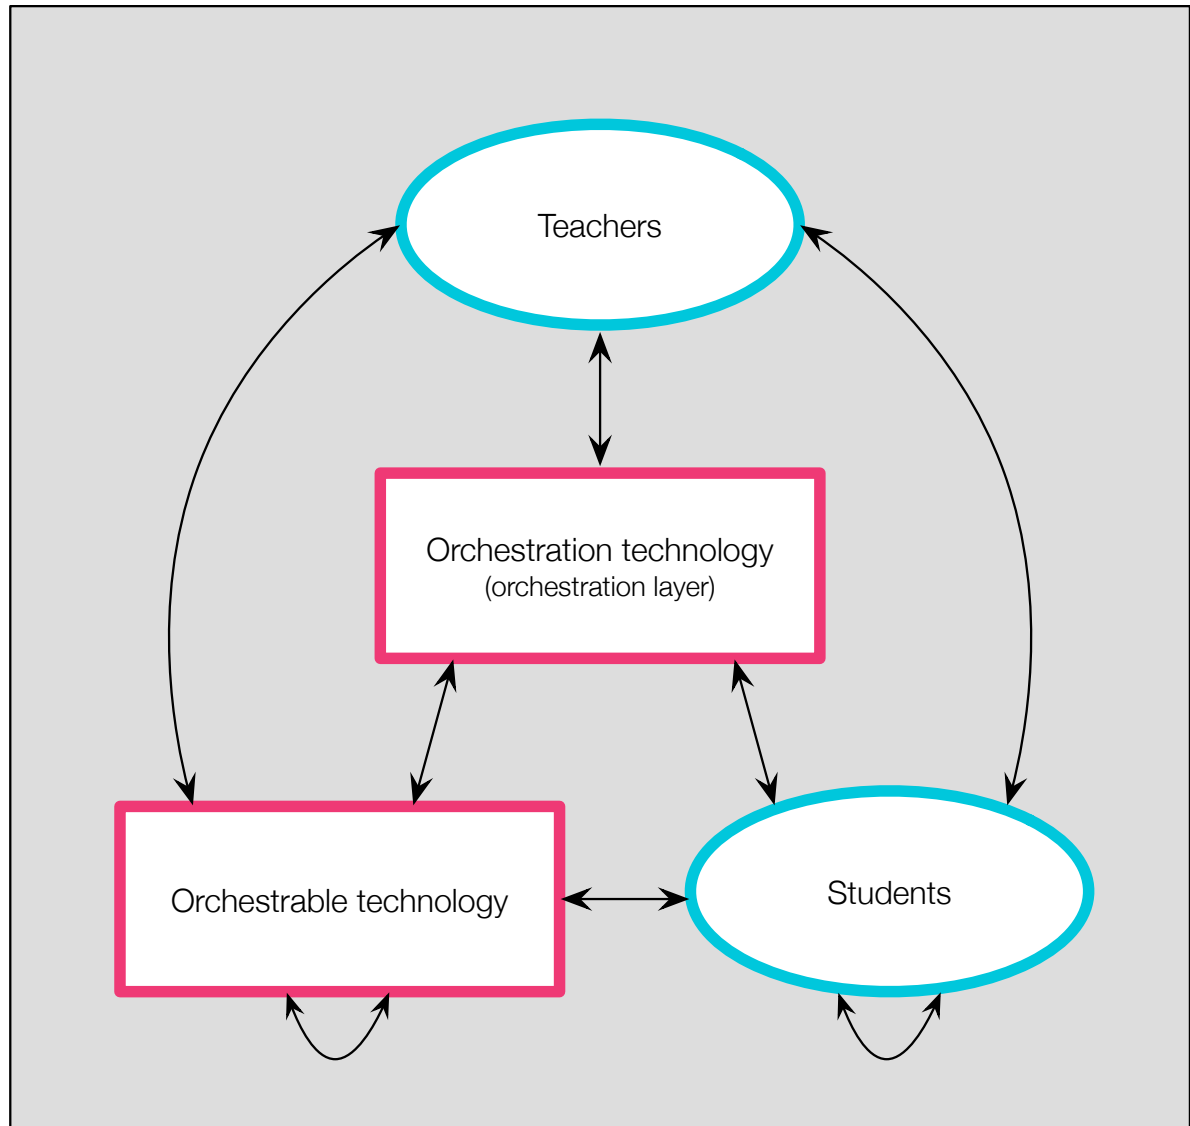 Teachers
Orchestration technology
(orchestration layer)
Orchestrable technology
Students